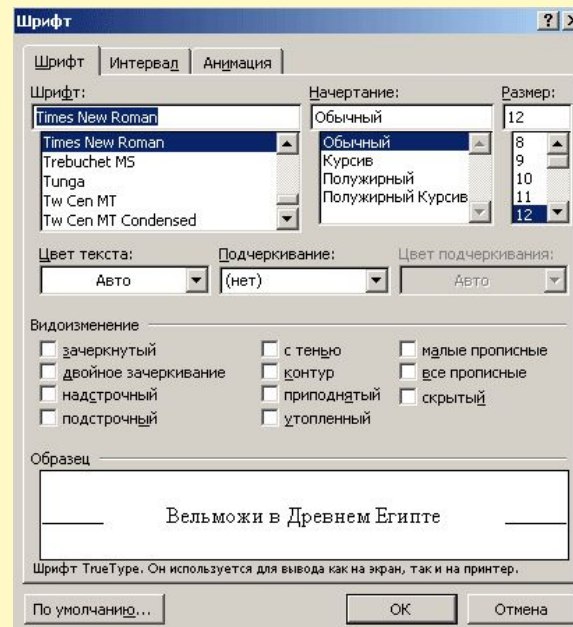 Шрифт
Шрифт Интервал Анимация
Шрифт: Начертание: Размер:
Times New Roman Обычный 12
Times New Roman Обычный 8
Trebuchet MS Курсив 9
Tunga Полужирный 10
Tw Cen MT Полужирный Курсив 11
Tw Cen MT Condensed 12
Цвет текста: Подчеркивание: Цвет подчеркивания:
Авто (нет) Авто
Видоизменение
зачеркнутый с тенью малые прописные
двойное зачеркивание контур все прописные
надстрочный приподнятый скрытый
подстрочный утопленный
Образец
Вельможи в Древнем Египте
Шрифт TrueType. Он используется для вывода как на экран, так и на принтер.
По умолчанию... ОК Отмена